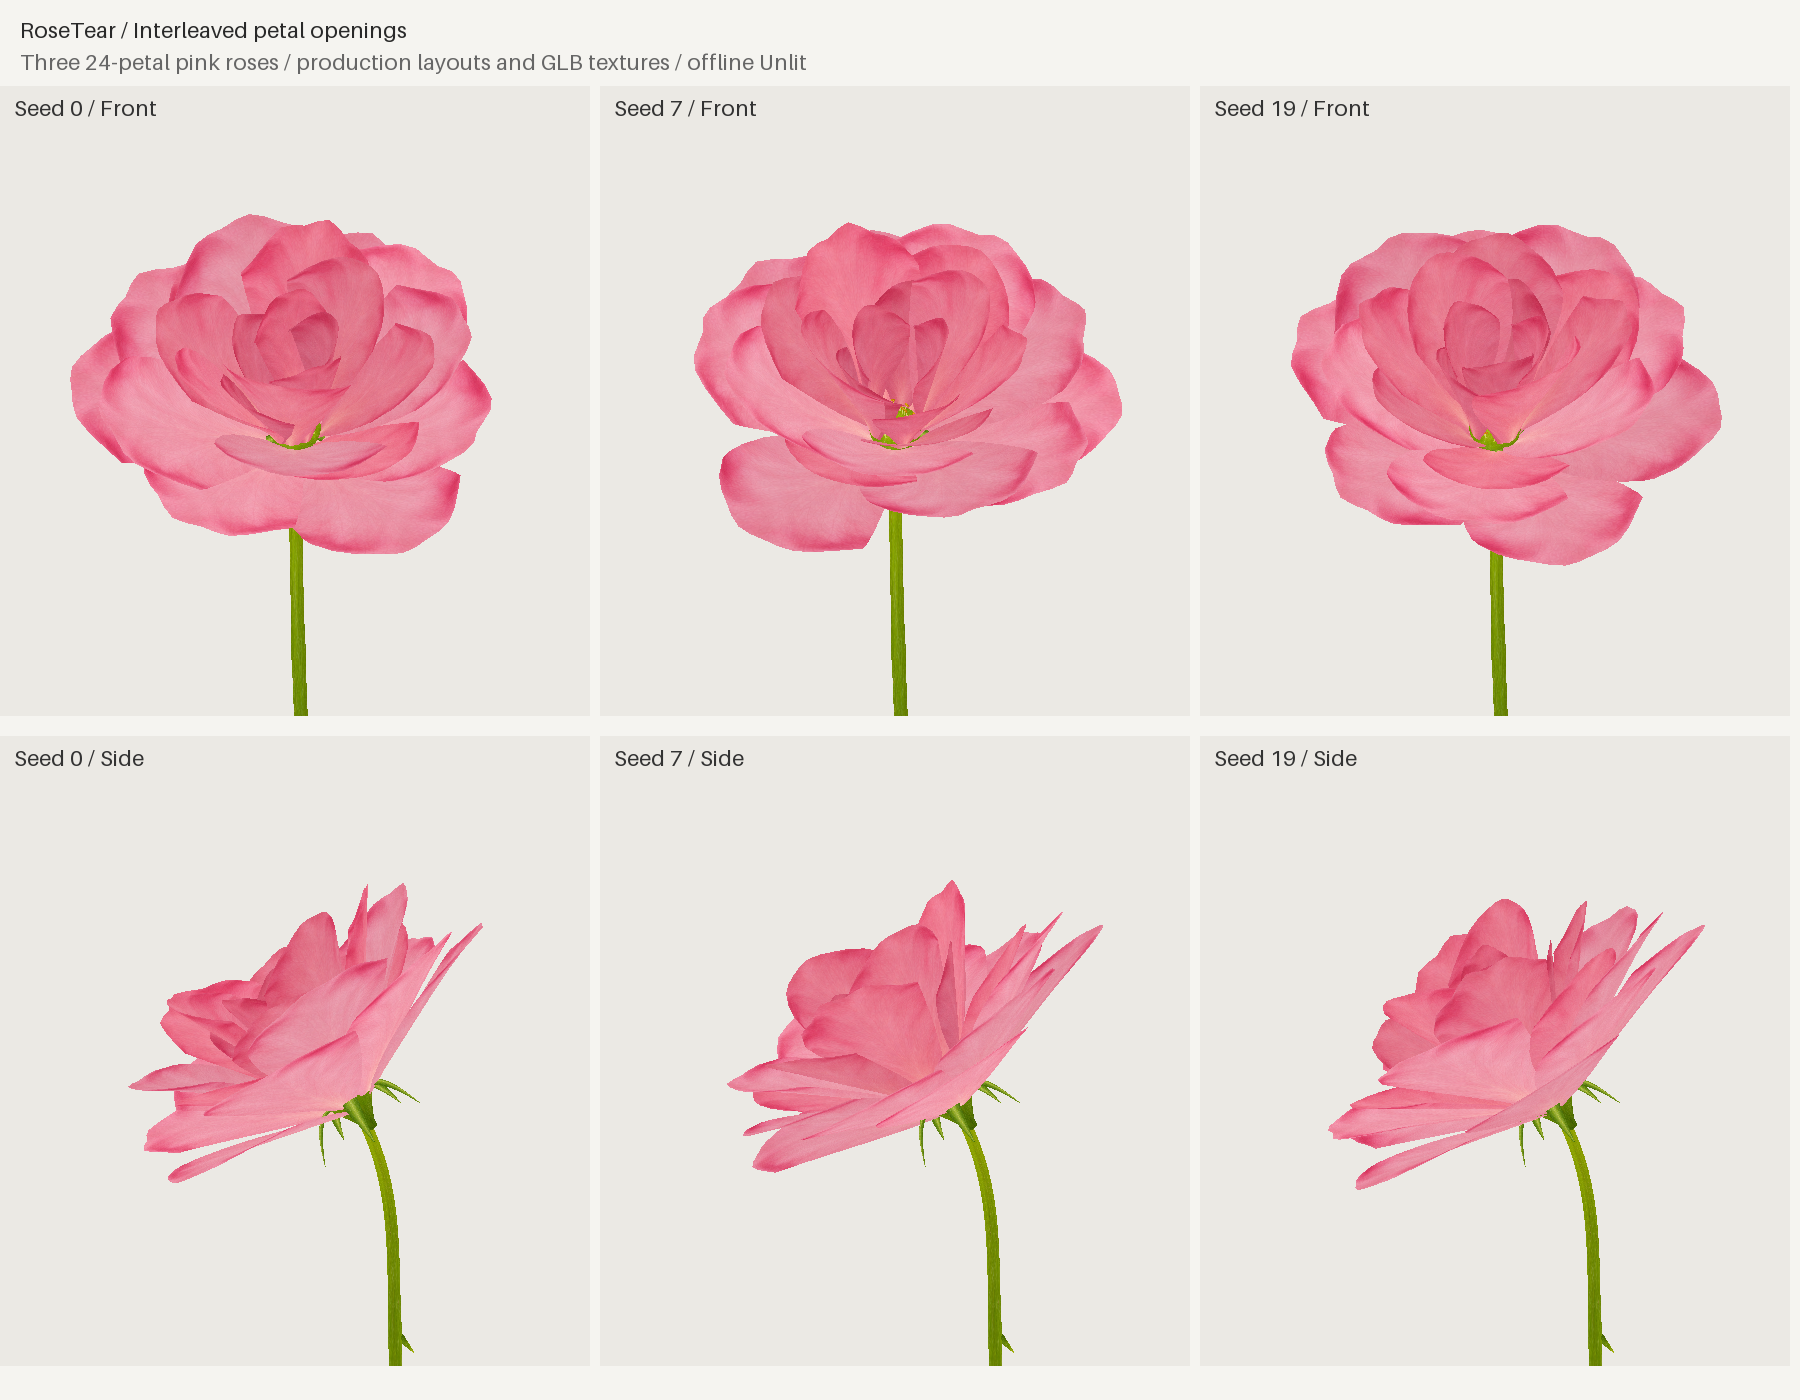 RoseTear / Interleaved petal openings
Three 24-petal pink roses / production layouts and GLB textures / offline Unlit
Seed 0 / Front
Seed 7 / Front
Seed 19 / Front
Seed 0 / Side
Seed 7 / Side
Seed 19 / Side